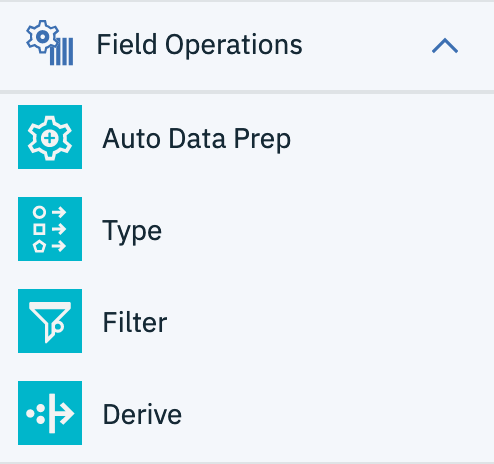 Field Operations
Auto Data Prep
Type
Filter
Derive